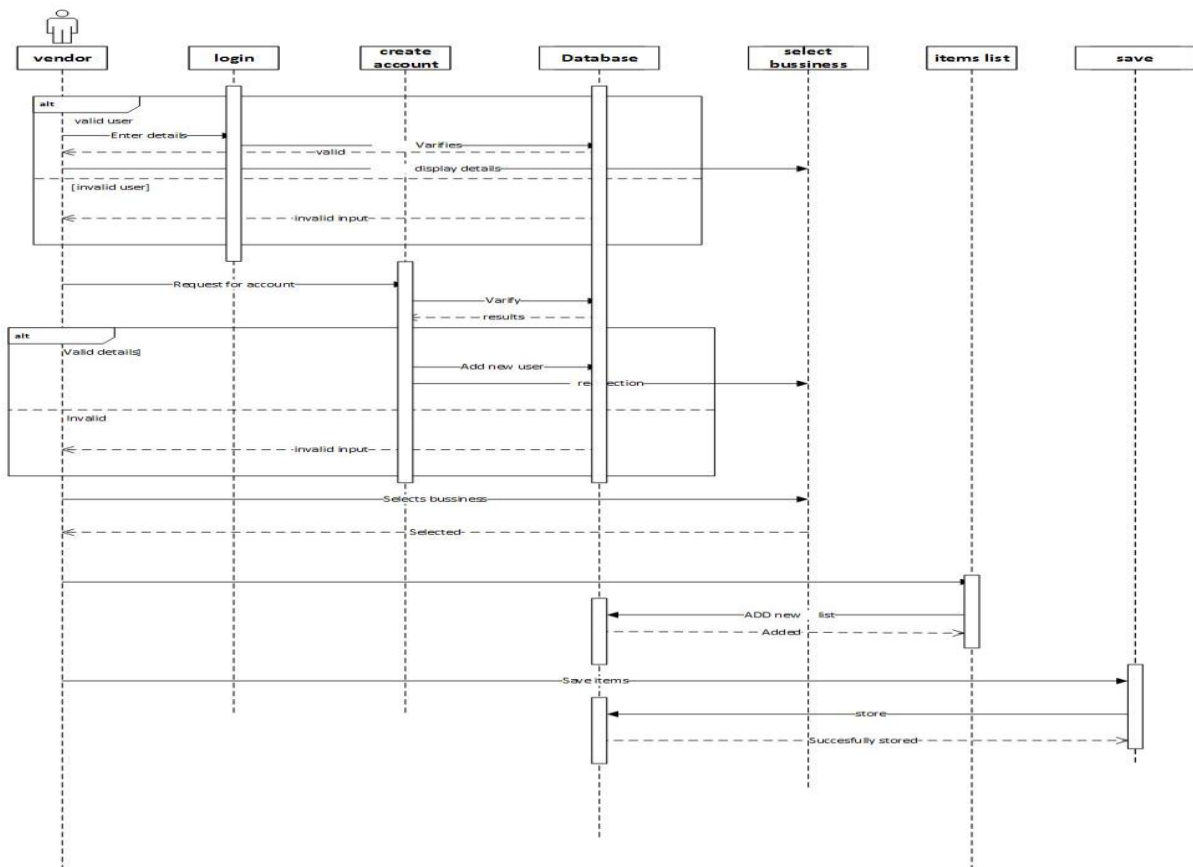 vendor
login
create
account
Database
select
bussiness
items list
save
alt
valid user
Enter details
Varifies
valid
display details
[invalid user]
invalid input
Request for account
Varify
results
alt
Valid details]
Add new user
Invalid
invalid input
Selects bussiness
Selected
ADD new list
Added
Save items
store
Succesfully stored